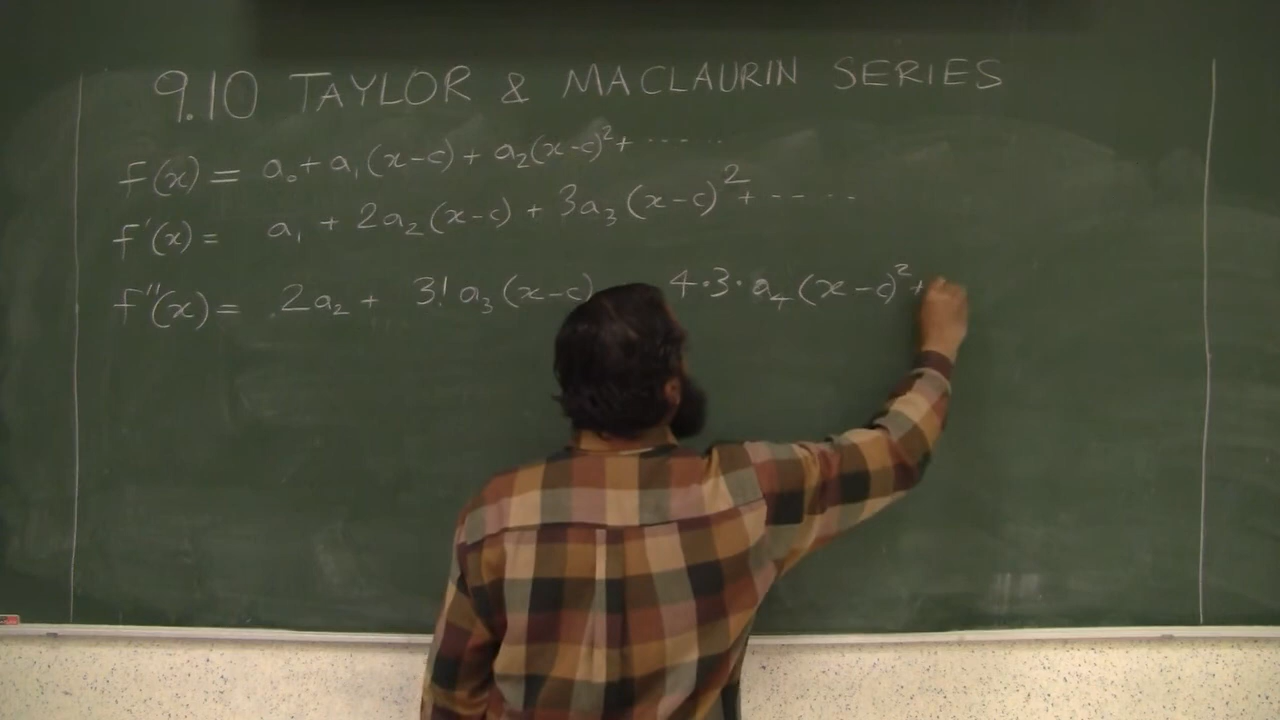 9.10 TAYLOR & MACLAURIN SERIES
f(x) = a₀ + a₁(x-c) + a₂(x-c)² + ······
f'(x) = a₁ + 2a₂(x-c) + 3a₃(x-c)² + ·····
f''(x) = 2a₂ + 3! a₃(x-c) 4·3·a₄(x-c)² +